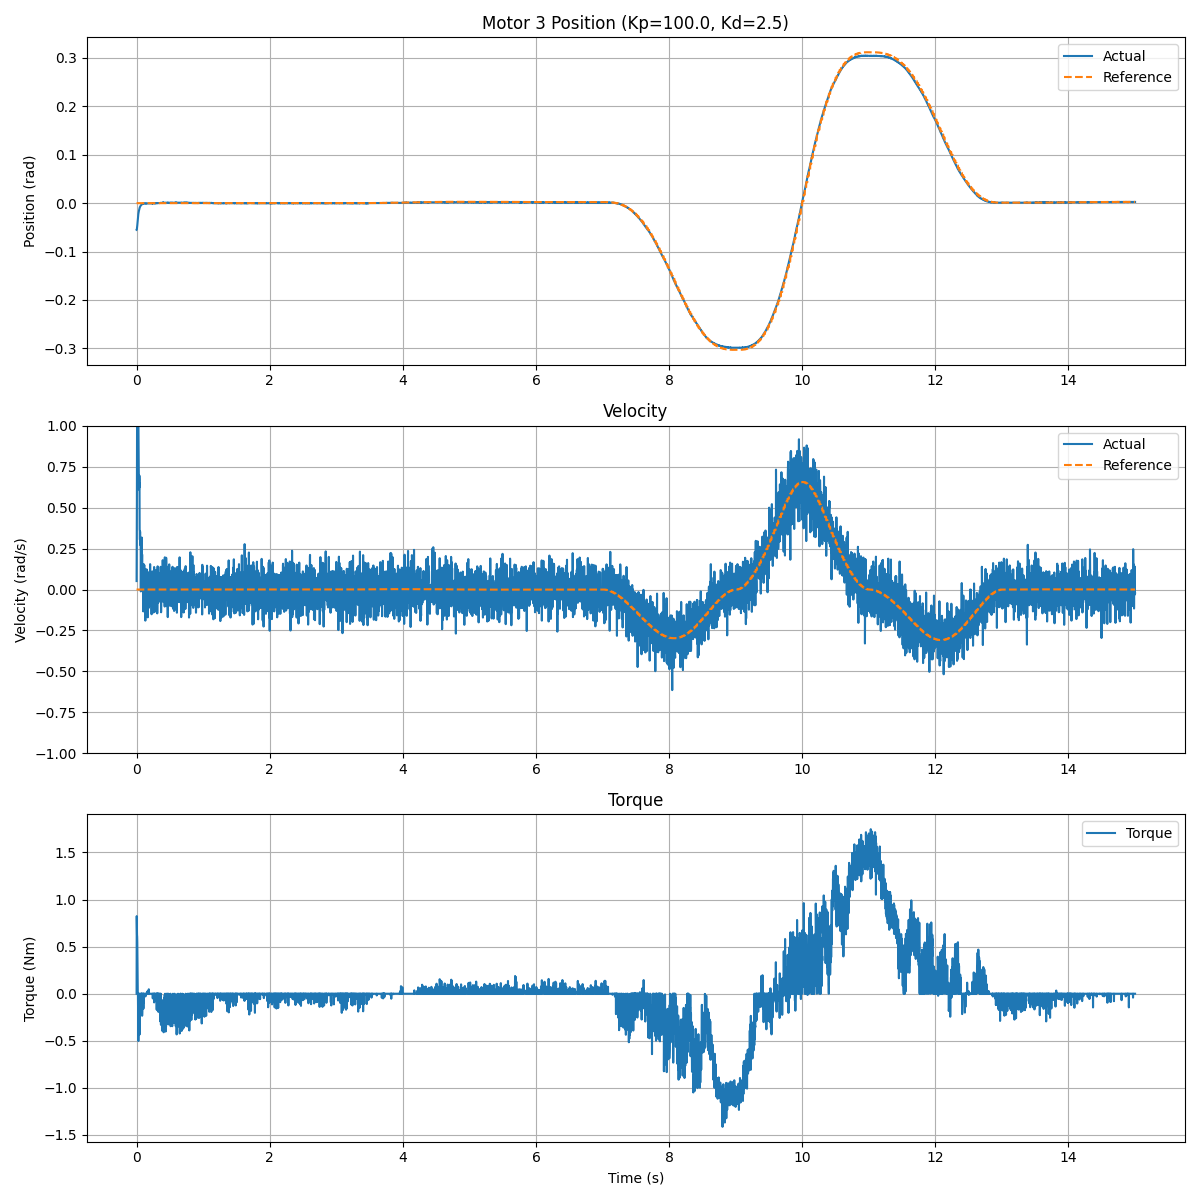 Motor 3 Position (Kp=100.0, Kd=2.5)
Position (rad)
0.3
0.2
0.1
0.0
−0.1
−0.2
−0.3
Actual
Reference
0 2 4 6 8 10 12 14
Velocity
Velocity (rad/s)
1.00
0.75
0.50
0.25
0.00
−0.25
−0.50
−0.75
−1.00
Actual
Reference
0 2 4 6 8 10 12 14
Torque
Torque (Nm)
1.5
1.0
0.5
0.0
−0.5
−1.0
−1.5
Torque
0 2 4 6 8 10 12 14
Time (s)